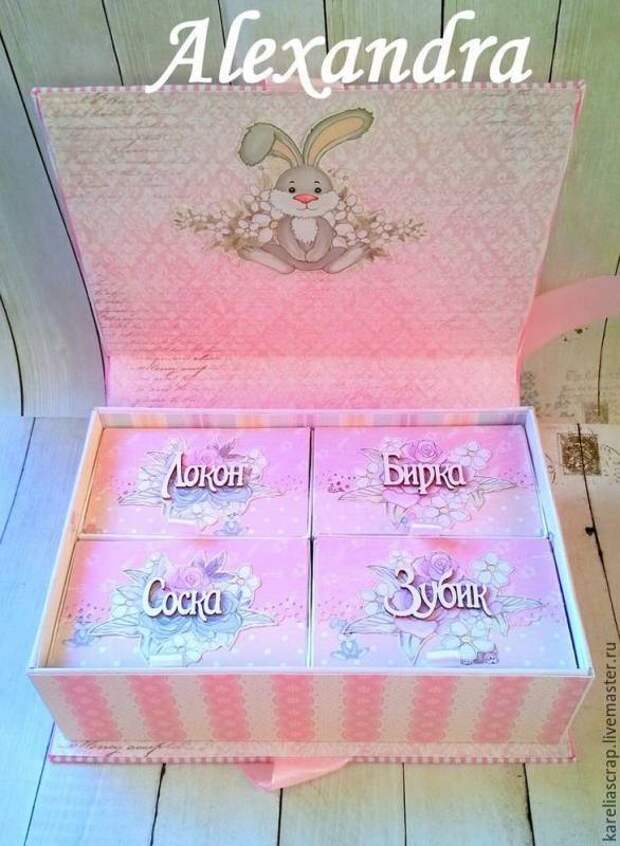 Alexandra
Локон
Бирка
Соска
Зубик
kareliascrap.livemaster.ru